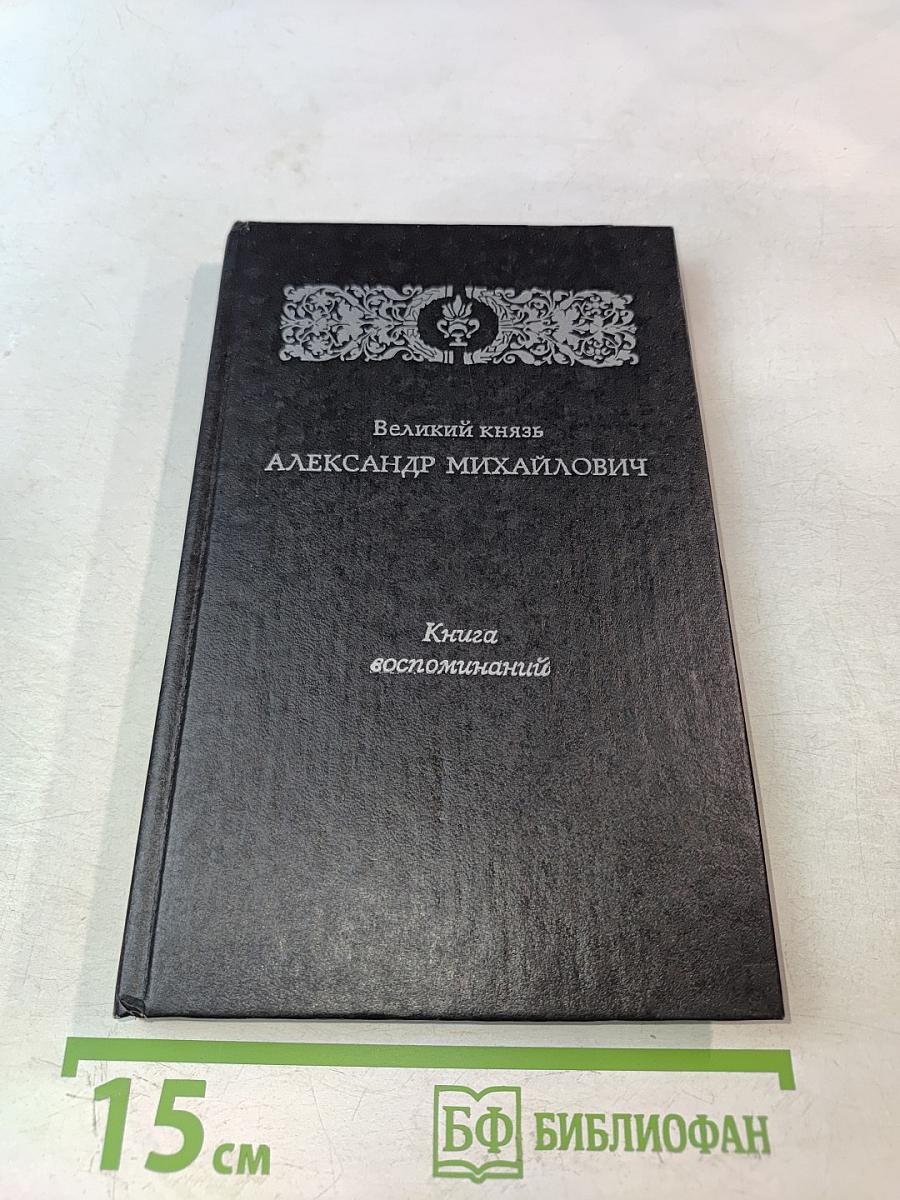 Великий князь
АЛЕКСАНДР МИХАЙЛОВИЧ
Книга
воспоминаний
15 см
БФ БИБЛИОФАН